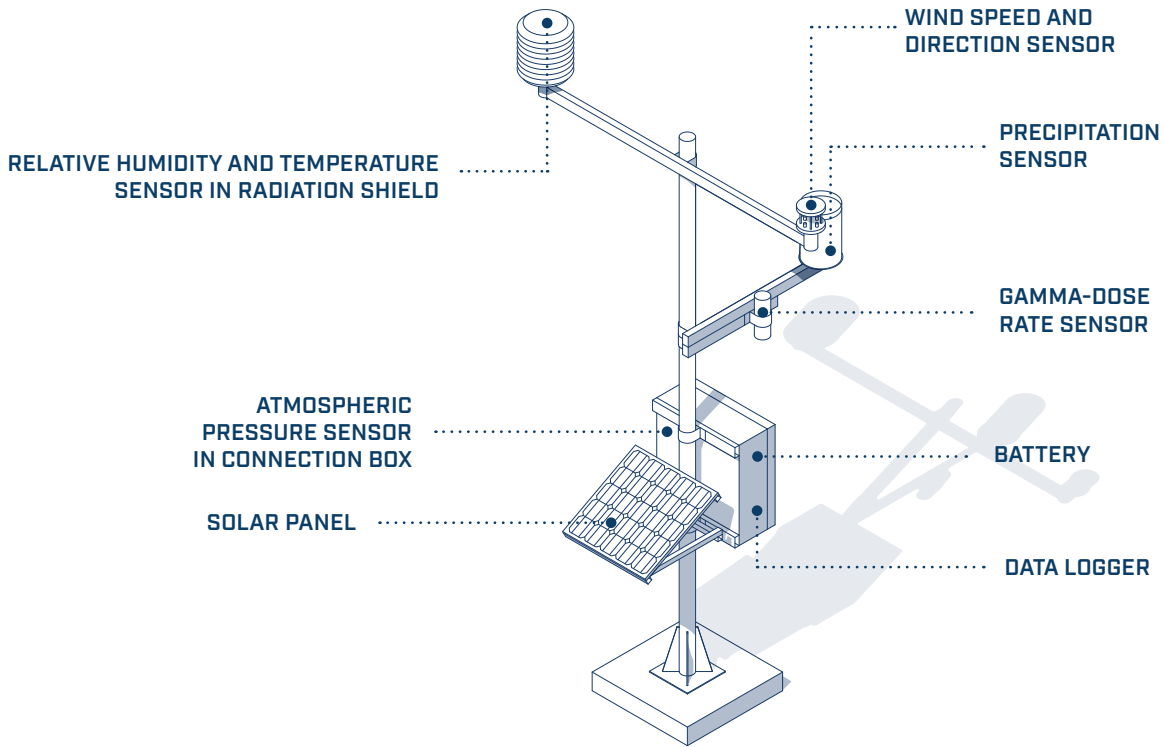 WIND SPEED AND
DIRECTION SENSOR
PRECIPITATION
SENSOR
RELATIVE HUMIDITY AND TEMPERATURE
SENSOR IN RADIATION SHIELD
GAMMA-DOSE
RATE SENSOR
ATMOSPHERIC
PRESSURE SENSOR
IN CONNECTION BOX
BATTERY
SOLAR PANEL
DATA LOGGER